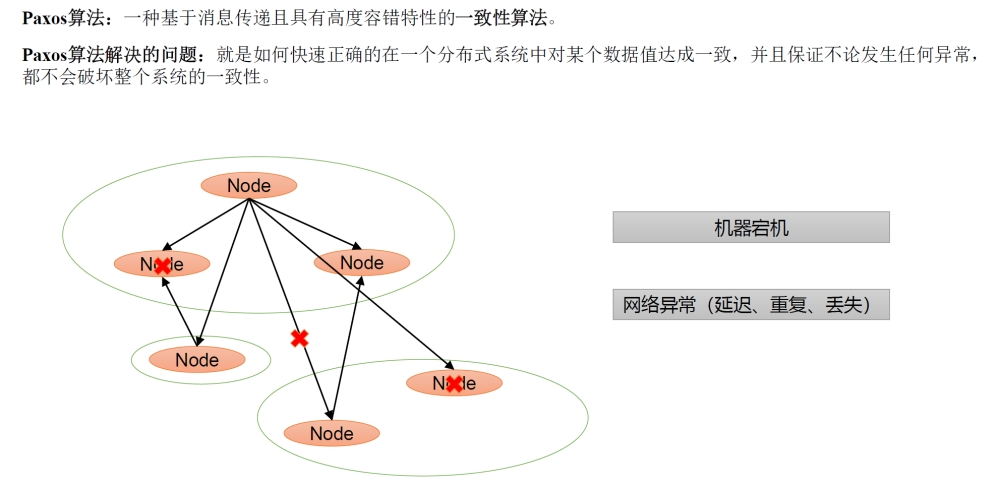 Paxos算法：一种基于消息传递且具有高度容错特性的一致性算法。
Paxos算法解决的问题：就是如何快速正确的在一个分布式系统中对某个数据值达成一致，并且保证不论发生任何异常，
都不会破坏整个系统的一致性。
Node
机器宕机
Node
Node
网络异常（延迟、重复、丢失）
Node
Node
Node